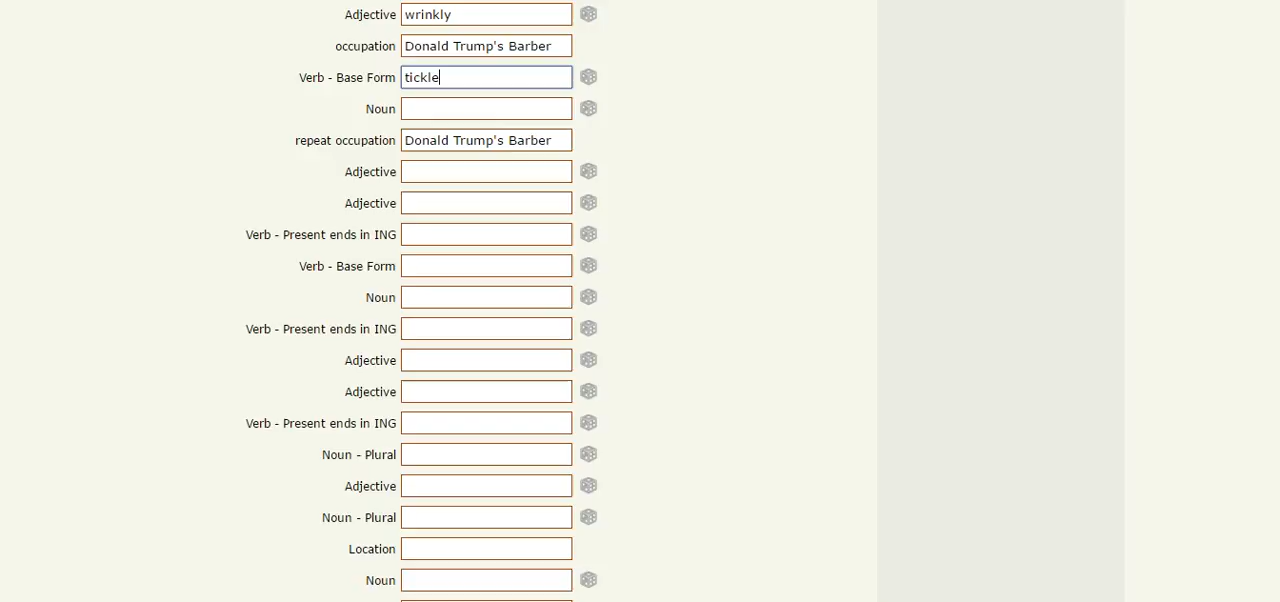 Adjective wrinkly
occupation Donald Trump's Barber
Verb - Base Form tickle
Noun
repeat occupation Donald Trump's Barber
Adjective
Adjective
Verb - Present ends in ING
Verb - Base Form
Noun
Verb - Present ends in ING
Adjective
Adjective
Verb - Present ends in ING
Noun - Plural
Adjective
Noun - Plural
Location
Noun